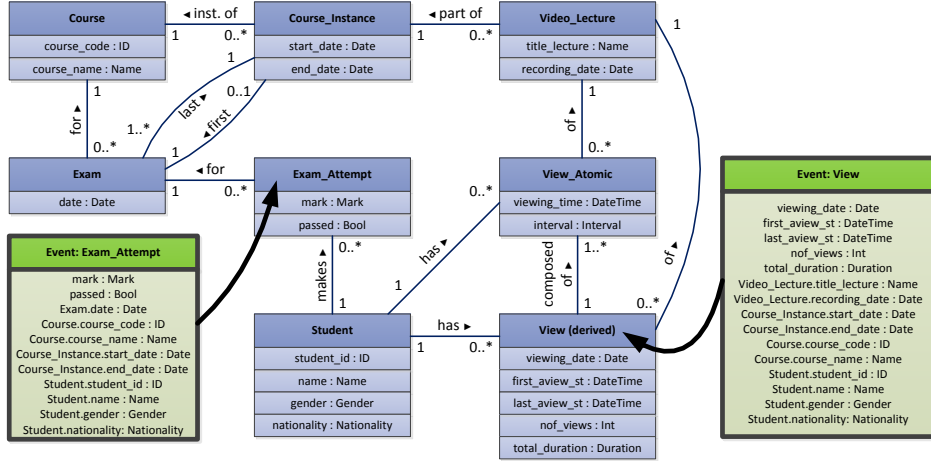 Course
course_code : ID
course_name : Name
◄ inst. of
1
0..*
Course_Instance
start_date : Date
end_date : Date
◄ part of
1
0..*
Video_Lecture
title_lecture : Name
recording_date : Date
1
1
for ►
0..*
1
last ►
1..*
0..1
◄first
1
1
of ►
0..*
1
of ►
0..*
Exam
date : Date
◄ for
1
0..*
Exam_Attempt
mark : Mark
passed : Bool
View_Atomic
viewing_time : DateTime
interval : Interval
0..*
makes ►
1
0..*
has ►
1
1..*
composed
of ►
1
Student
student_id : ID
name : Name
gender : Gender
nationality : Nationality
has ►
1
0..*
View (derived)
viewing_date : Date
first_aview_st : DateTime
last_aview_st : DateTime
nof_views : Int
total_duration : Duration
Event: Exam_Attempt
mark : Mark
passed : Bool
Exam.date : Date
Course.course_code : ID
Course.course_name : Name
Course_Instance.start_date : Date
Course_Instance.end_date : Date
Student.student_id : ID
Student.name : Name
Student.gender : Gender
Student.nationality: Nationality
Event: View
viewing_date : Date
first_aview_st : DateTime
last_aview_st : DateTime
nof_views : Int
total_duration : Duration
Video_Lecture.title_lecture : Name
Video_Lecture.recording_date : Date
Course_Instance.start_date : Date
Course_Instance.end_date : Date
Course.course_code : ID
Course.course_name : Name
Student.student_id : ID
Student.name : Name
Student.gender : Gender
Student.nationality : Nationality